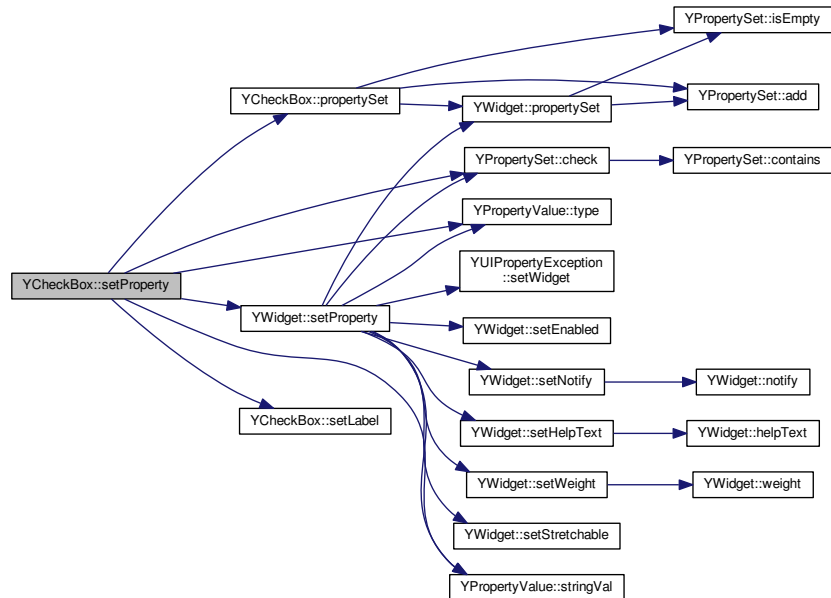 YPropertySet::isEmpty
YCheckBox::propertySet
YPropertySet::add
YWidget::propertySet
YPropertySet::check
YPropertySet::contains
YPropertyValue::type
YUIPropertyException
::setWidget
YCheckBox::setProperty
YWidget::setProperty
YWidget::setEnabled
YWidget::setNotify
YWidget::notify
YCheckBox::setLabel
YWidget::setHelpText
YWidget::helpText
YWidget::setWeight
YWidget::weight
YWidget::setStretchable
YPropertyValue::stringVal